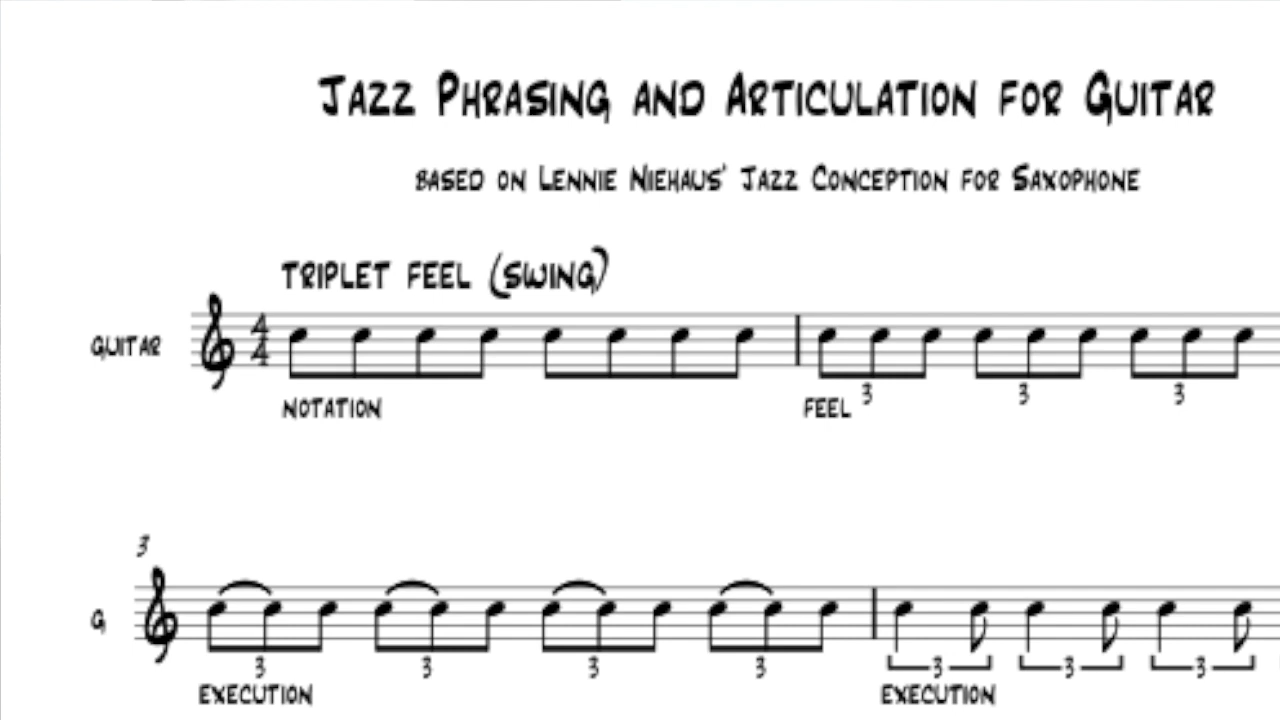 Jazz Phrasing and Articulation for Guitar
based on Lennie Niehaus' Jazz Conception for Saxophone
TRIPLET FEEL (SWING)
GUITAR 4 4
3 3 3
NOTATION FEEL
3
G
3 3 3 3 3 3 3
EXECUTION EXECUTION